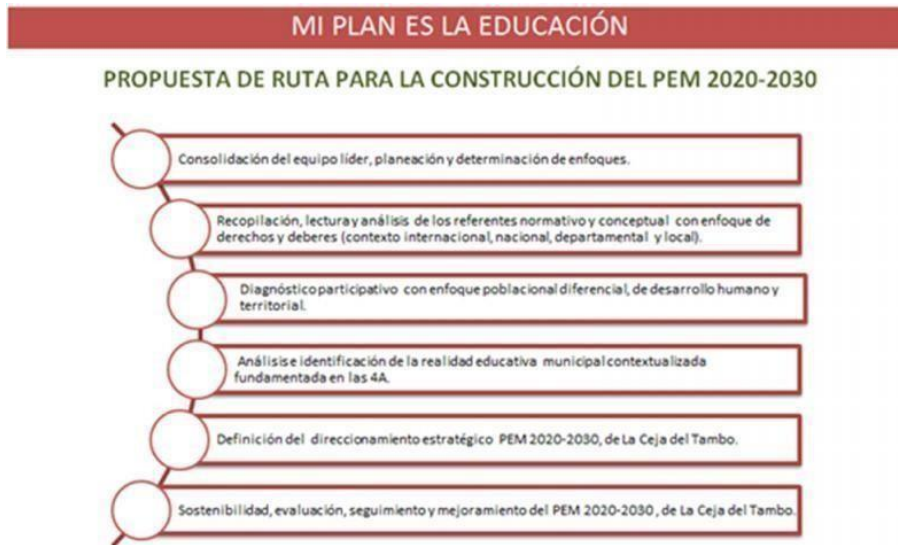 MI PLAN ES LA EDUCACIÓN
PROPUESTA DE RUTA PARA LA CONSTRUCCIÓN DEL PEM 2020-2030
Consolidación del equipo líder, planeación y determinación de enfoques.
Recopilación, lectura y análisis de los referentes normativo y conceptual con enfoque de
derechos y deberes (contexto internacional, nacional, departamental y local).
Diagnóstico participativo con enfoque poblacional diferencial, de desarrollo humano y
territorial.
Análisis e identificación de la realidad educativa municipal contextualizada
fundamentada en las 4A.
Definición del direccionamiento estratégico PEM 2020-2030, de La Ceja del Tambo.
Sostenibilidad, evaluación, seguimiento y mejoramiento del PEM 2020-2030, de La Ceja del Tambo.